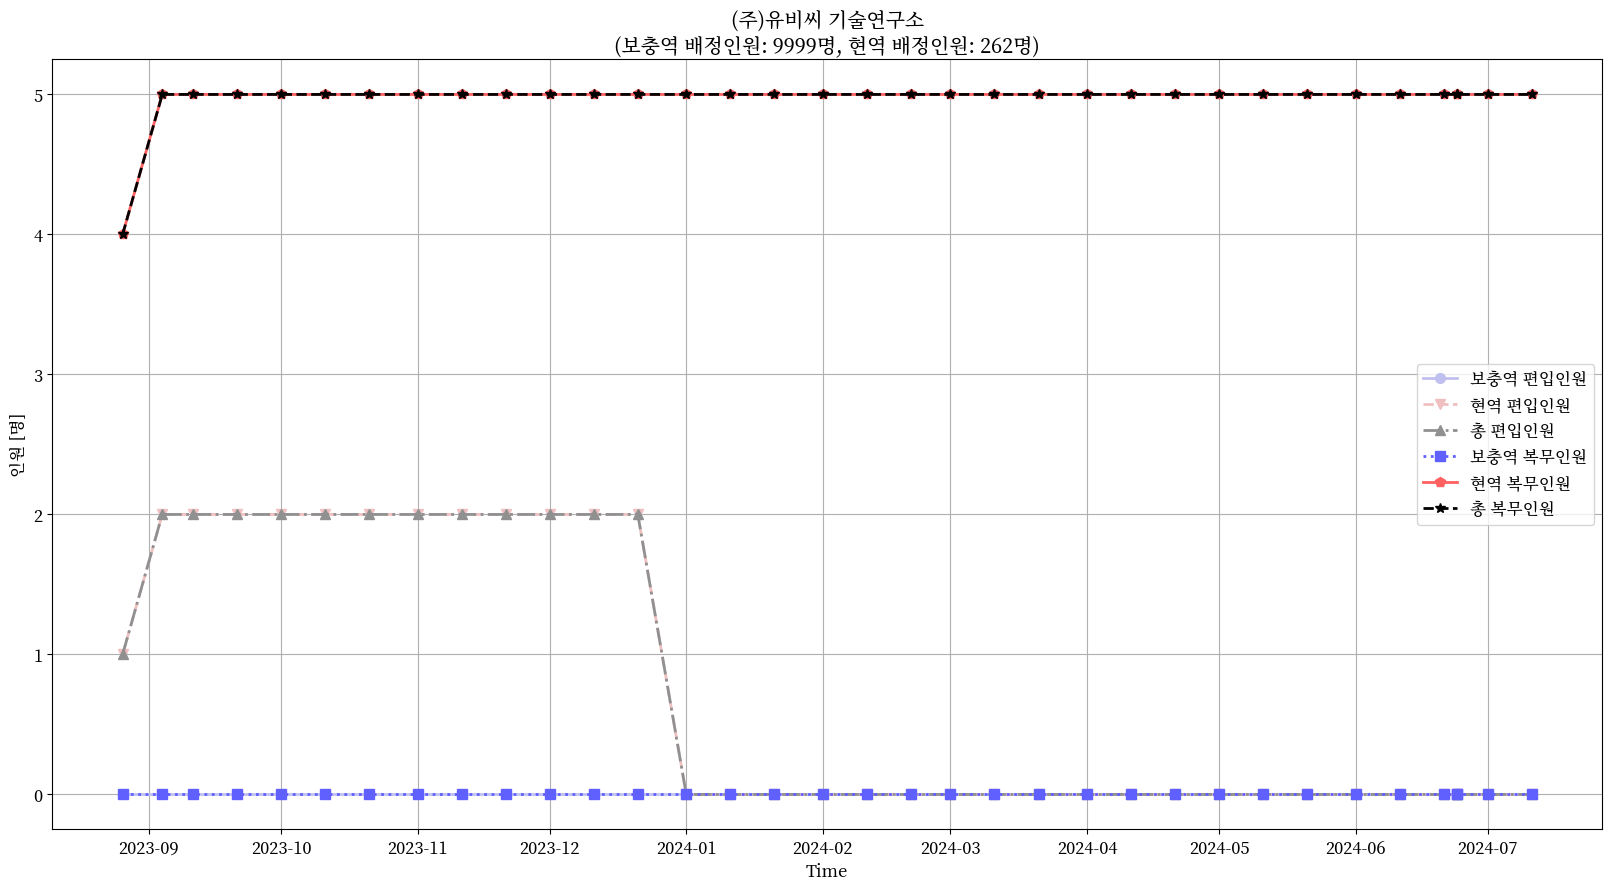 (주)유비씨 기술연구소
(보충역 배정인원: 9999명, 현역 배정인원: 262명)
5
4
3
2
1
0
인원 [명]
보충역 편입인원
현역 편입인원
총 편입인원
보충역 복무인원
현역 복무인원
총 복무인원
2023-09 2023-10 2023-11 2023-12 2024-01 2024-02 2024-03 2024-04 2024-05 2024-06 2024-07
Time